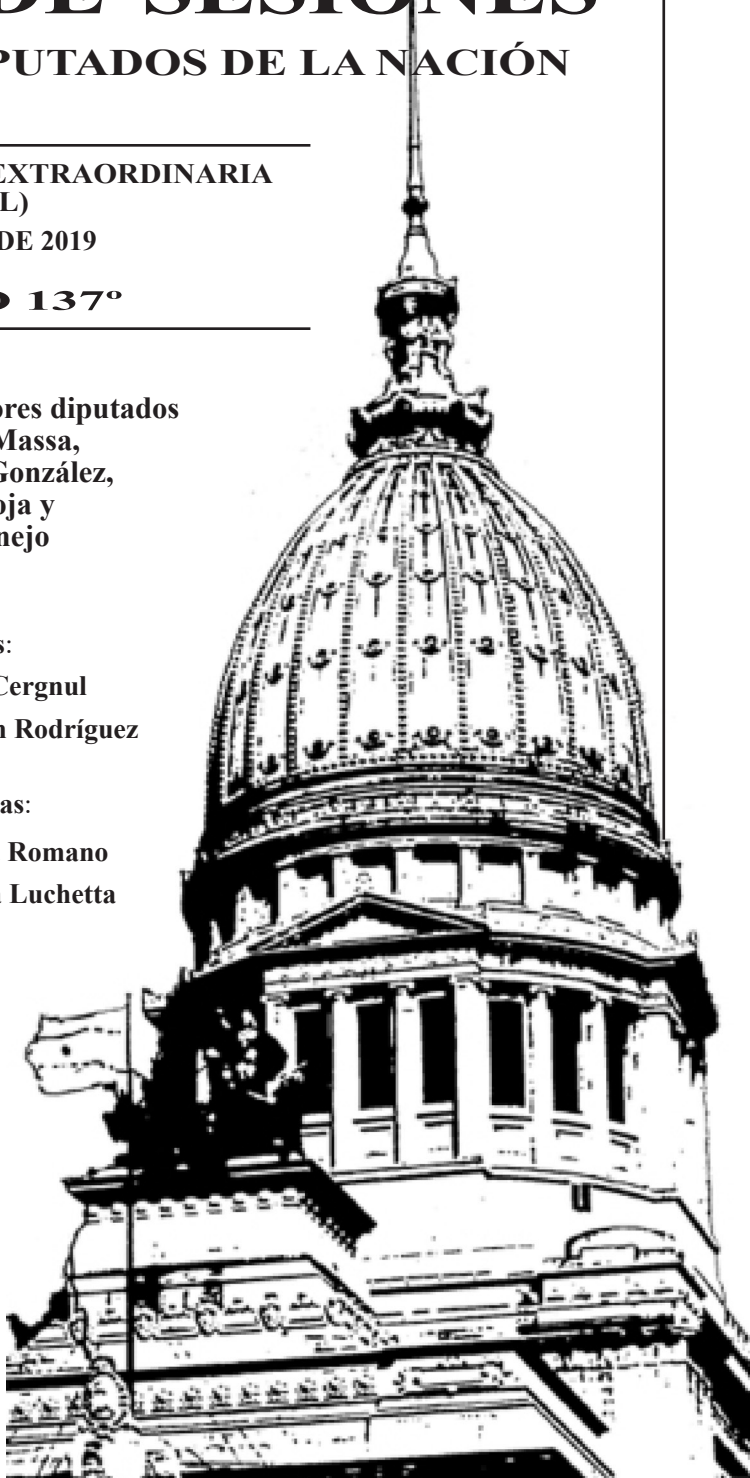 DE SESIONES
PUTADOS DE LA NACIÓN
EXTRAORDINARIA
L)
DE 2019
137º
ores diputados
Massa,
González,
oja y
nejo
s:
Cergnul
n Rodríguez
as:
Romano
Luchetta